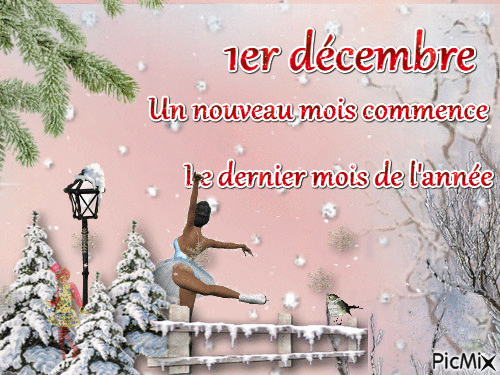 1er décembre
Un nouveau mois commence
Le dernier mois de l'année
PicMix